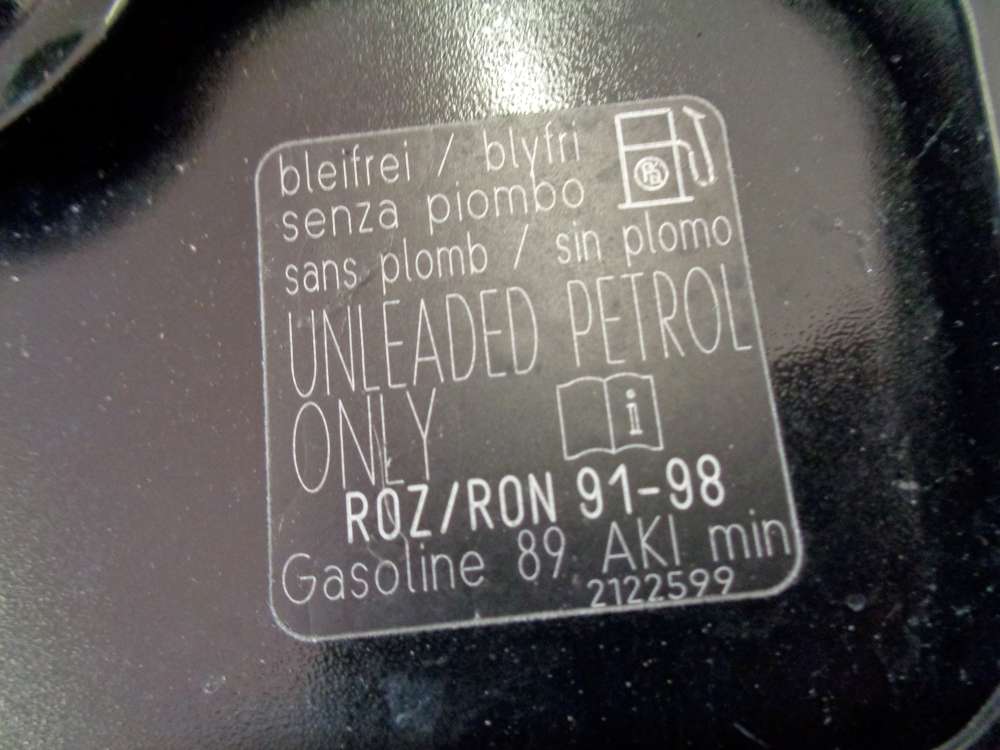 bleifrei / blyfri
senza piombo
sans plomb / sin plomo
UNLEADED PETROL
ONLY
i
ROZ/RON 91-98
Gasoline 89 AKI min
2122599